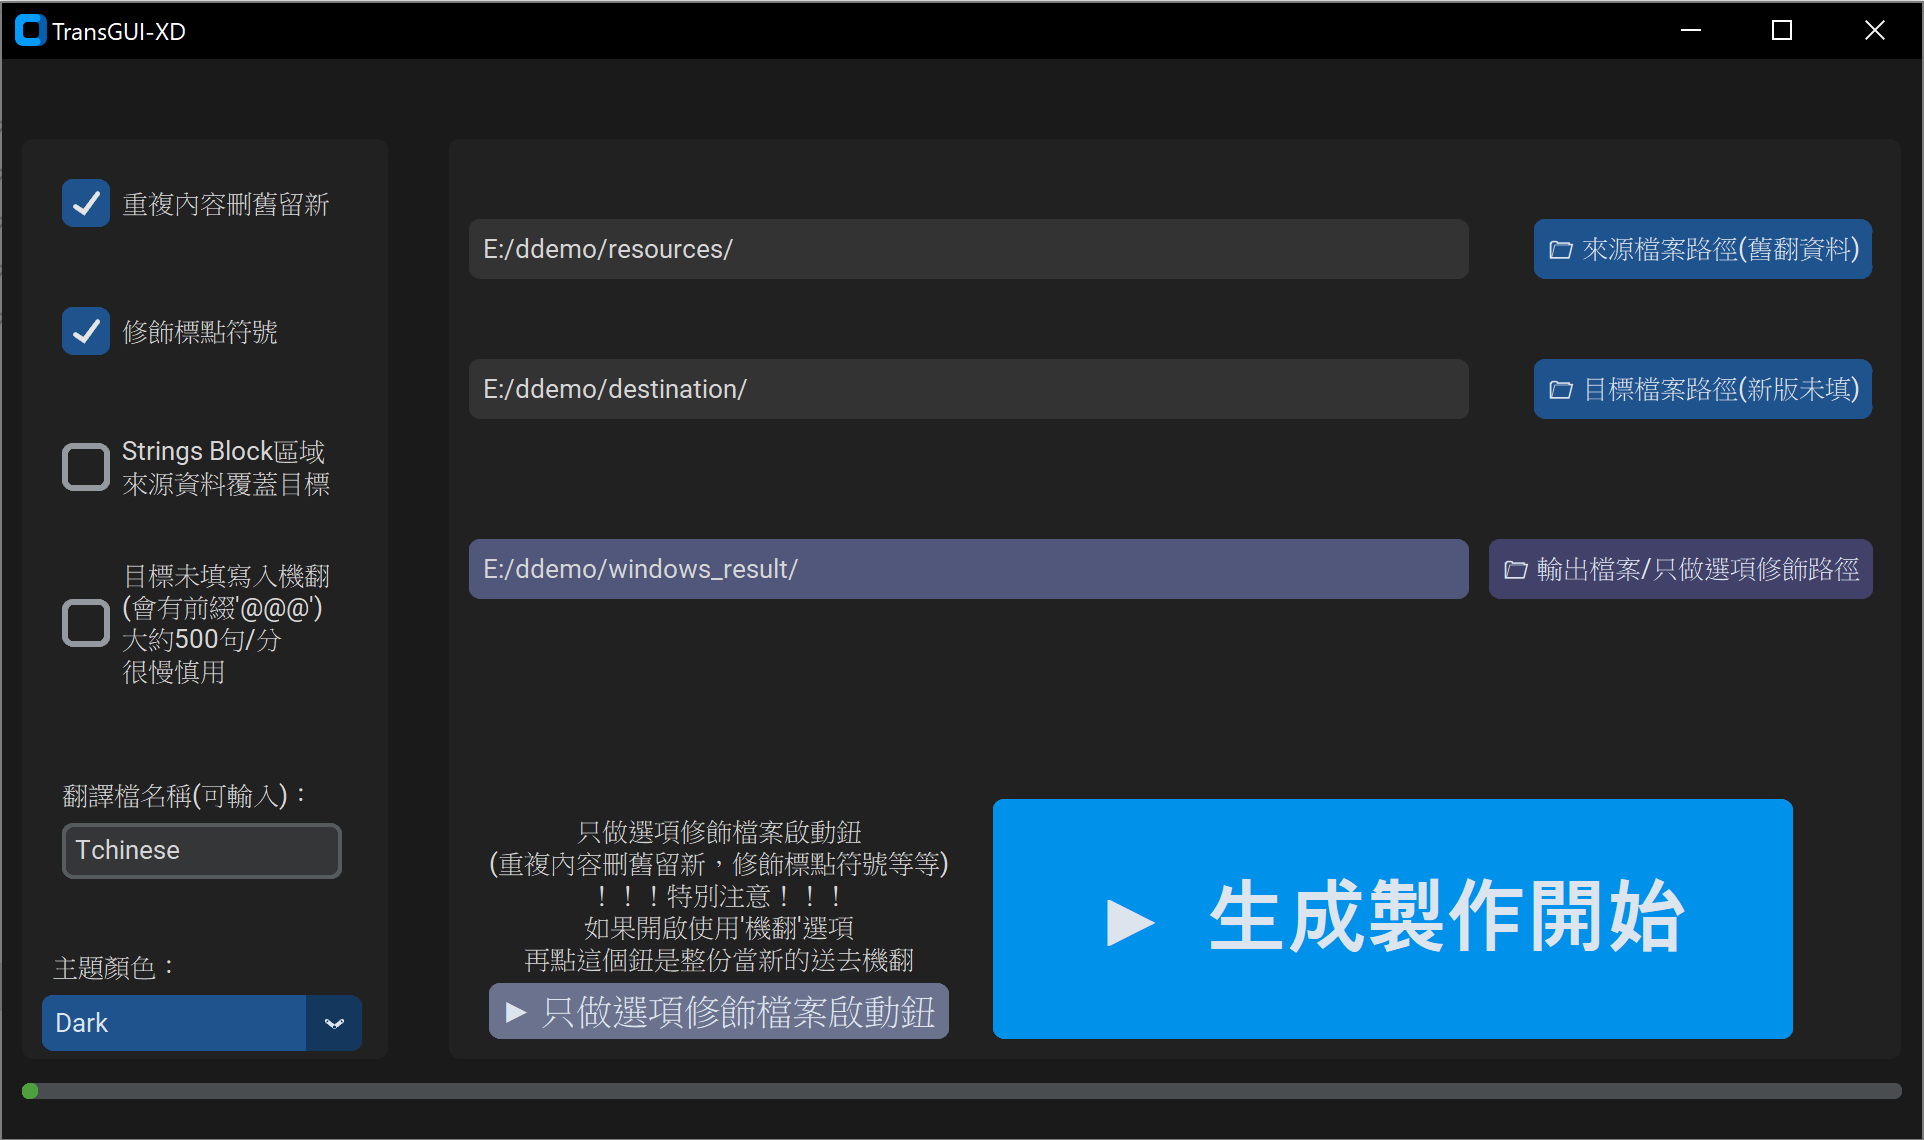 TransGUI-XD
重複內容刪舊留新
修飾標點符號
Strings Block區域
來源資料覆蓋目標
目標未填寫入機翻
(會有前綴'@@@')
大約500句/分
很慢慎用
翻譯檔名稱(可輸入)：
Tchinese
主題顏色：
Dark
E:/ddemo/resources/
來源檔案路徑(舊翻資料)
E:/ddemo/destination/
目標檔案路徑(新版未填)
E:/ddemo/windows_result/
輸出檔案/只做選項修飾路徑
只做選項修飾檔案啟動鈕
(重複內容刪舊留新，修飾標點符號等等)
！！！特別注意！！！
如果開啟使用'機翻'選項
再點這個鈕是整份當新的送去機翻
▶ 只做選項修飾檔案啟動鈕
▶ 生成製作開始